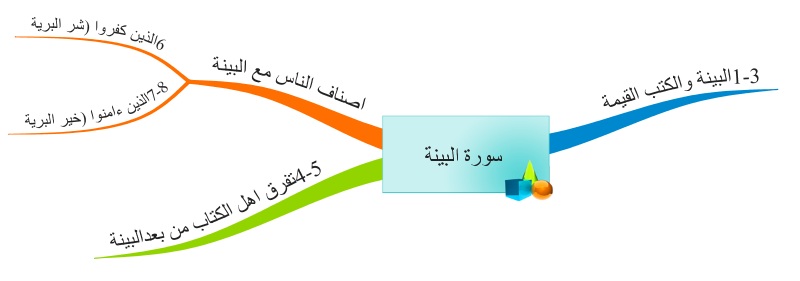 سورة البينة
1-3البينة والكتب القيمة
4-5تفرق اهل الكتاب من بعدالبينة
اصناف الناس مع البينة
6الذين كفروا (شر البرية
7-8الذين ءامنوا (خير البرية